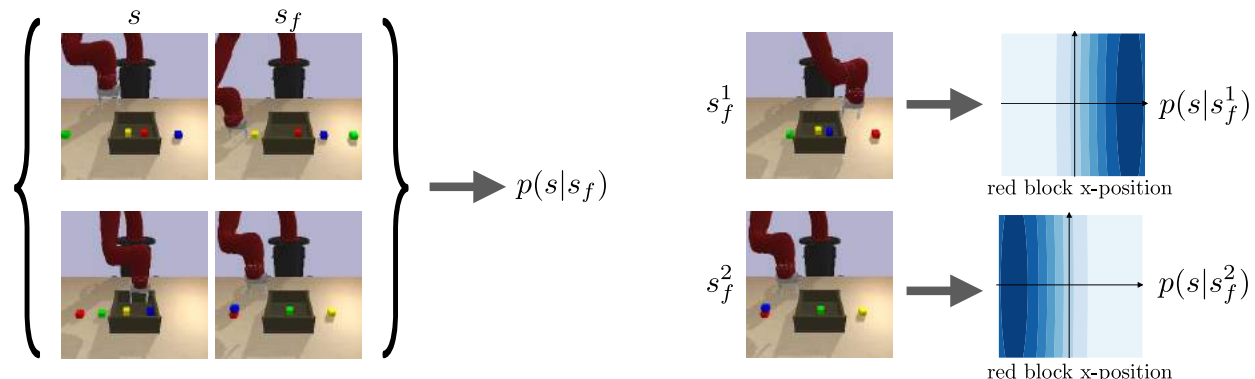 s
s_f
p(s|s_f)
s_f^1
p(s|s_f^1)
red block x-position
s_f^2
p(s|s_f^2)
red block x-position